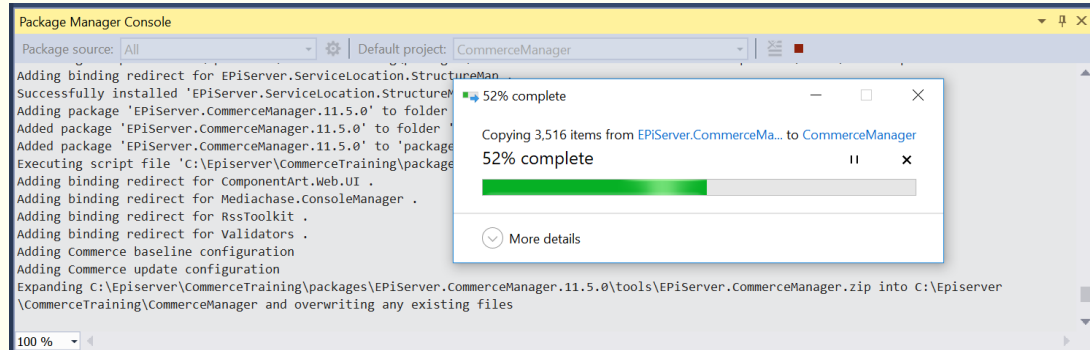 Package Manager Console
Package source: All Default project: CommerceManager
Adding binding redirect for EPiServer.ServiceLocation.StructureMap .
Successfully installed 'EPiServer.ServiceLocation.StructureM
Adding package 'EPiServer.CommerceManager.11.5.0' to folder
Added package 'EPiServer.CommerceManager.11.5.0' to folder '
Added package 'EPiServer.CommerceManager.11.5.0' to 'package
Executing script file 'C:\Episerver\CommerceTraining\package
Adding binding redirect for ComponentArt.Web.UI .
Adding binding redirect for Mediachase.ConsoleManager .
Adding binding redirect for RssToolkit .
Adding binding redirect for Validators .
Adding Commerce baseline configuration
Adding Commerce update configuration
Expanding C:\Episerver\CommerceTraining\packages\EPiServer.CommerceManager.11.5.0\tools\EPiServer.CommerceManager.zip into C:\Episerver
\CommerceTraining\CommerceManager and overwriting any existing files
52% complete
Copying 3,516 items from EPiServer.CommerceMa... to CommerceManager
52% complete
More details
100 %